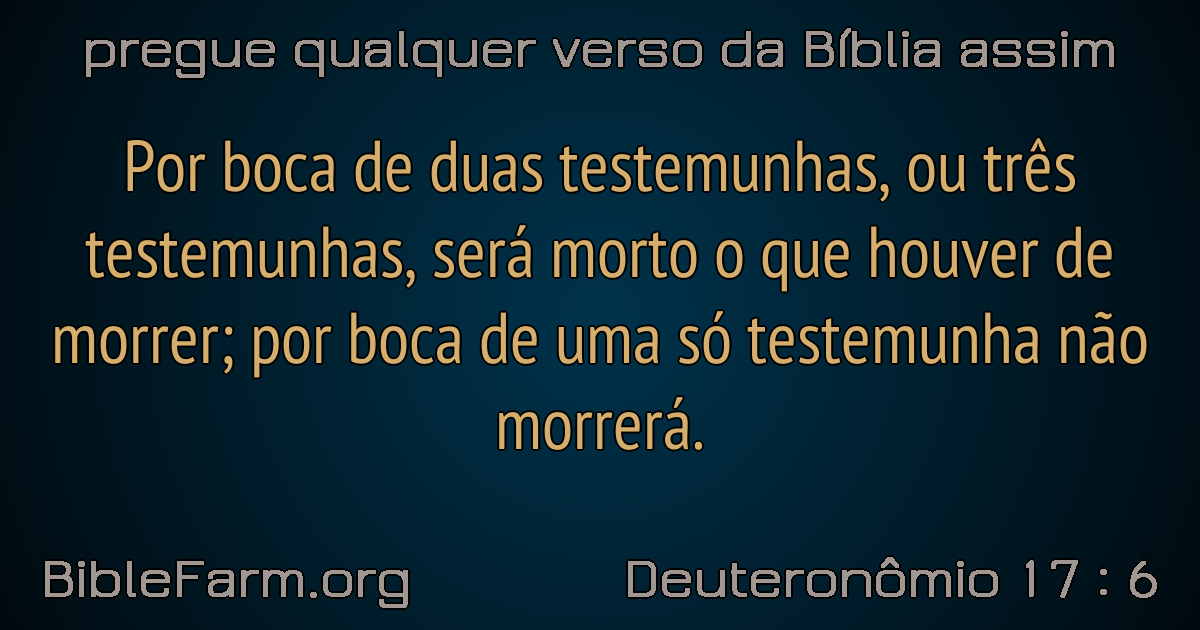 pregue qualquer verso da Bíblia assim
Por boca de duas testemunhas, ou três
testemunhas, será morto o que houver de
morrer; por boca de uma só testemunha não
morrerá.
BibleFarm.org
Deuteronômio 17 : 6